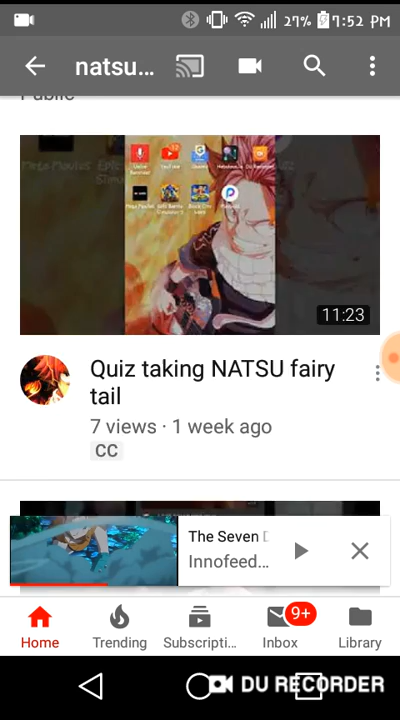 27% 7:52 PM
natsu...
Public
11:23
Quiz taking NATSU fairy
tail
7 views · 1 week ago
CC
The Seven D
Innofeed...
9+
Home Trending Subscripti... Inbox Library
DU RECORDER